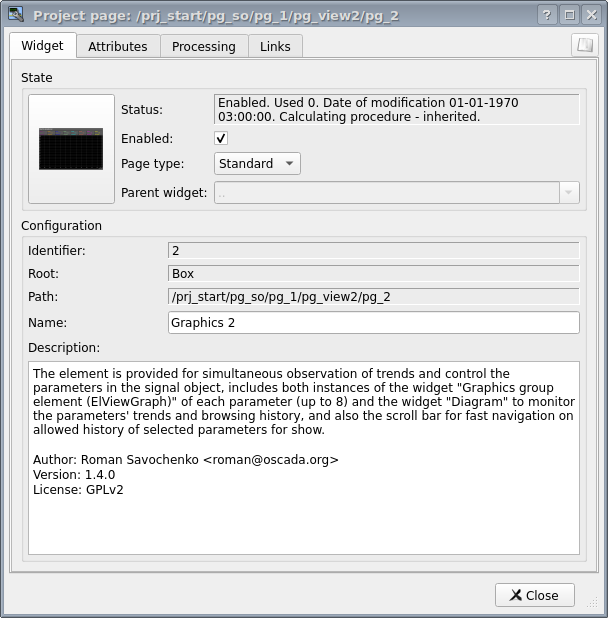 Project page: /prj_start/pg_so/pg_1/pg_view2/pg_2
Widget Attributes Processing Links
State
Status: Enabled. Used 0. Date of modification 01-01-1970
03:00:00. Calculating procedure - inherited.
Enabled:
Page type: Standard
Parent widget: ..
Configuration
Identifier: 2
Root: Box
Path: /prj_start/pg_so/pg_1/pg_view2/pg_2
Name: Graphics 2
Description:
The element is provided for simultaneous observation of trends and control the
parameters in the signal object, includes both instances of the widget "Graphics group
element (ElViewGraph)" of each parameter (up to 8) and the widget "Diagram" to monitor
the parameters' trends and browsing history, and also the scroll bar for fast navigation on
allowed history of selected parameters for show.
Author: Roman Savochenko <roman@oscada.org>
Version: 1.4.0
License: GPLv2
Close